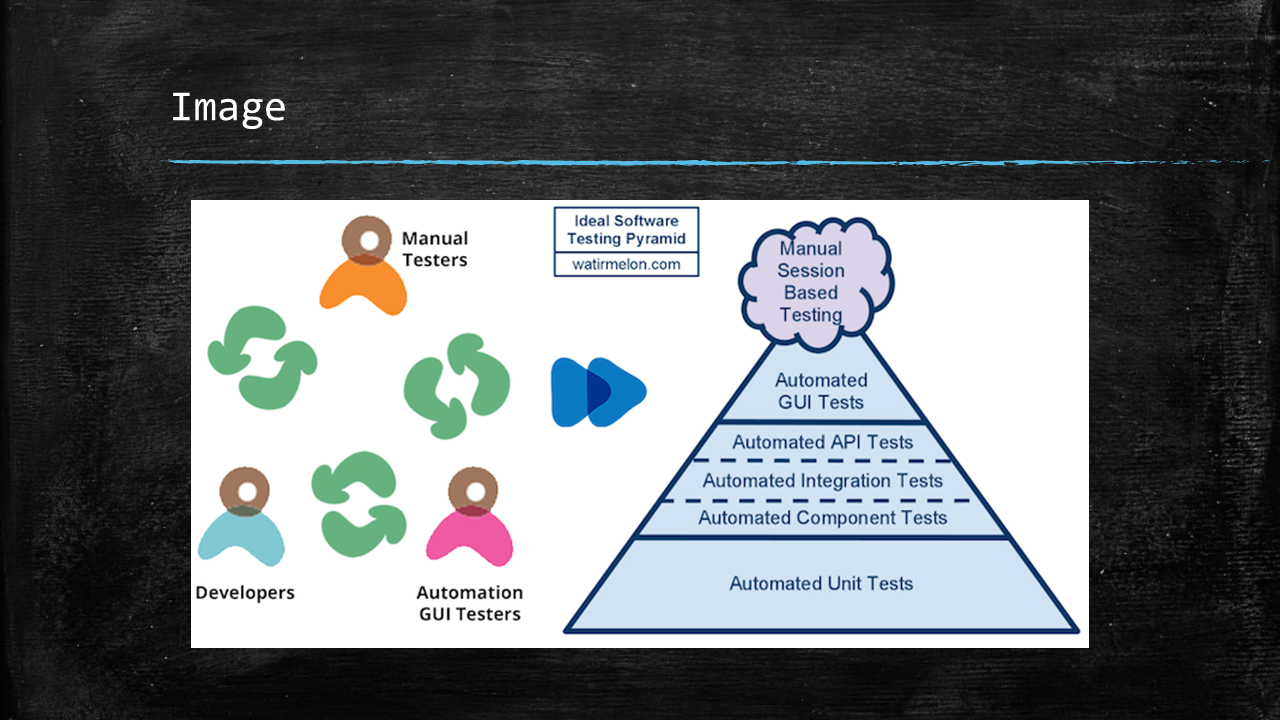 Image
Manual
Testers
Developers
Automation
GUI Testers
Ideal Software
Testing Pyramid
watirmelon.com
Manual
Session
Based
Testing
Automated
GUI Tests
Automated API Tests
Automated Integration Tests
Automated Component Tests
Automated Unit Tests